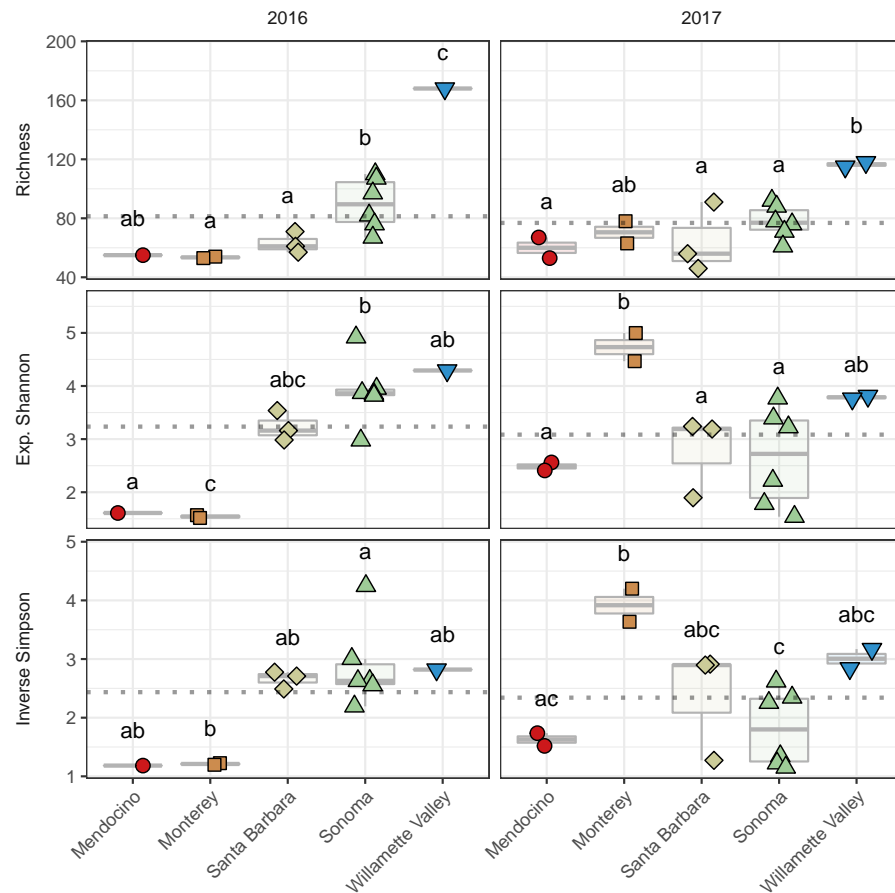 2016 2017
Richness
200
160
120
80
40
ab a a b c
a ab a a b
Exp. Shannon
5
4
3
2
a c abc b ab
a b a a ab
Inverse Simpson
5
4
3
2
1
ab b ab a ab
ac b abc c abc
Mendocino Monterey Santa Barbara Sonoma Willamette Valley
Mendocino Monterey Santa Barbara Sonoma Willamette Valley